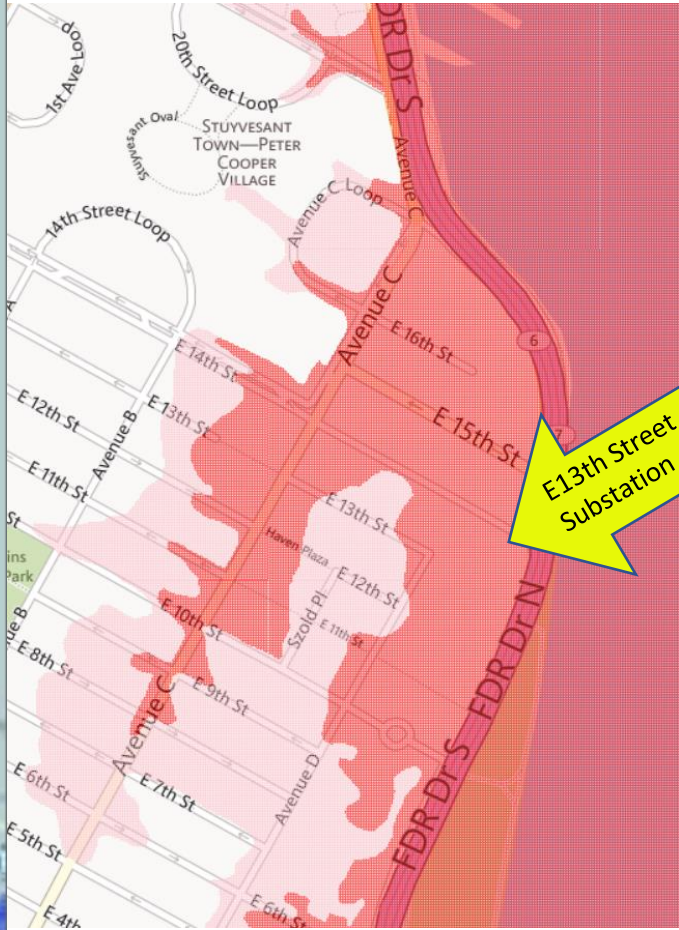 1st Ave Loop
20th Street Loop
FDR Dr S
Stuyvesant Oval
STUYVESANT
TOWN—PETER
COOPER
VILLAGE
Avenue C
Avenue C Loop
14th Street Loop
Avenue C
E 16th St
6
A
E 14th St
E 15th St
7
E13th Street
Substation
E 12th St
Avenue B
E 13th St
E 11th St
E 13th St
St
Haven Plaza
E 12th St
ins
Park
Szold Pl
E 11th St
E 10th St
ue B
FDR Dr N
E 8th St
E 9th St
Avenue C
FDR Dr S
Avenue D
E 6th St
E 7th St
E 5th St
E 6th St
E 4th